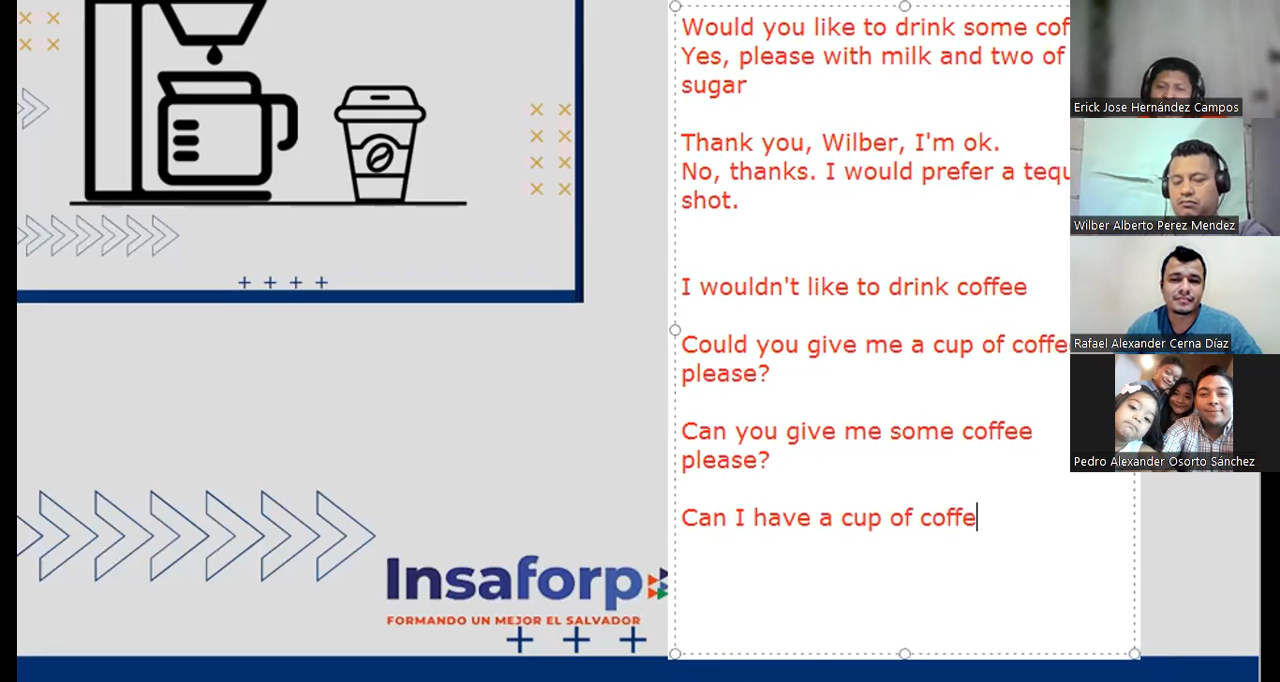 Would you like to drink some cof
Yes, please with milk and two of
sugar
Thank you, Wilber, I'm ok.
No, thanks. I would prefer a tequ
shot.
I wouldn't like to drink coffee
Could you give me a cup of coffe
please?
Can you give me some coffee
please?
Can I have a cup of coffe
Insaforp
FORMANDO UN MEJOR EL SALVADOR
Erick Jose Hernández Campos
Wilber Alberto Perez Mendez
Rafael Alexander Cerna Díaz
Pedro Alexander Osorto Sánchez